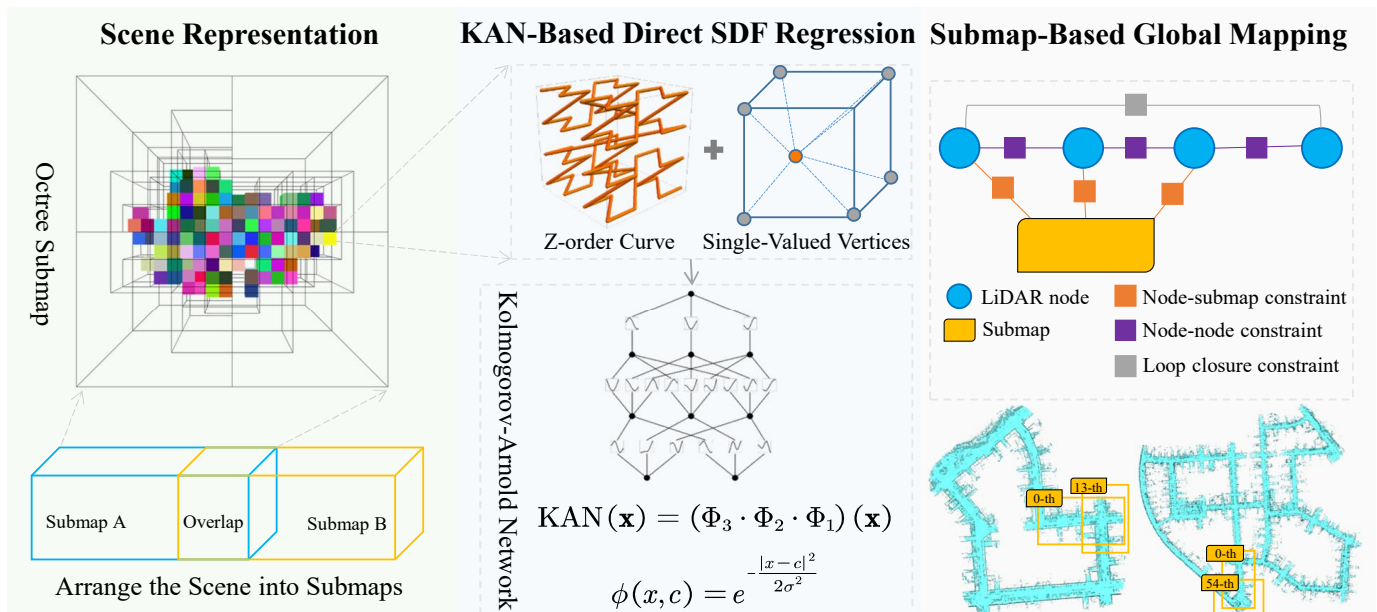 Scene Representation
Octree Submap
Submap A
Overlap
Submap B
Arrange the Scene into Submaps
KAN-Based Direct SDF Regression
Z-order Curve
Single-Valued Vertices
Kolmogorov-Arnold Network
KAN(x) = (Φ₃ · Φ₂ · Φ₁)(x)
ϕ(x, c) = e^{-|x−c|²/2σ²}
Submap-Based Global Mapping
LiDAR node
Submap
Node-submap constraint
Node-node constraint
Loop closure constraint
0-th
13-th
0-th
54-th